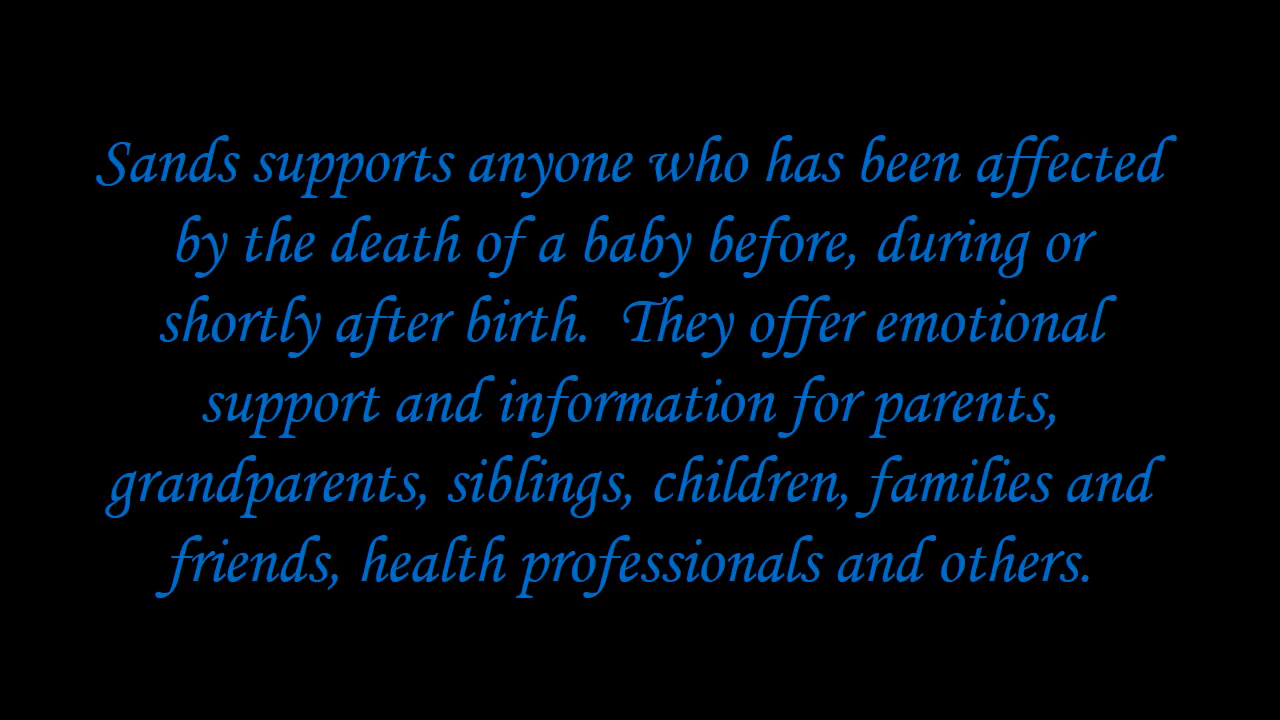 Sands supports anyone who has been affected
by the death of a baby before, during or
shortly after birth.  They offer emotional
support and information for parents,
grandparents, siblings, children, families and
friends, health professionals and others.